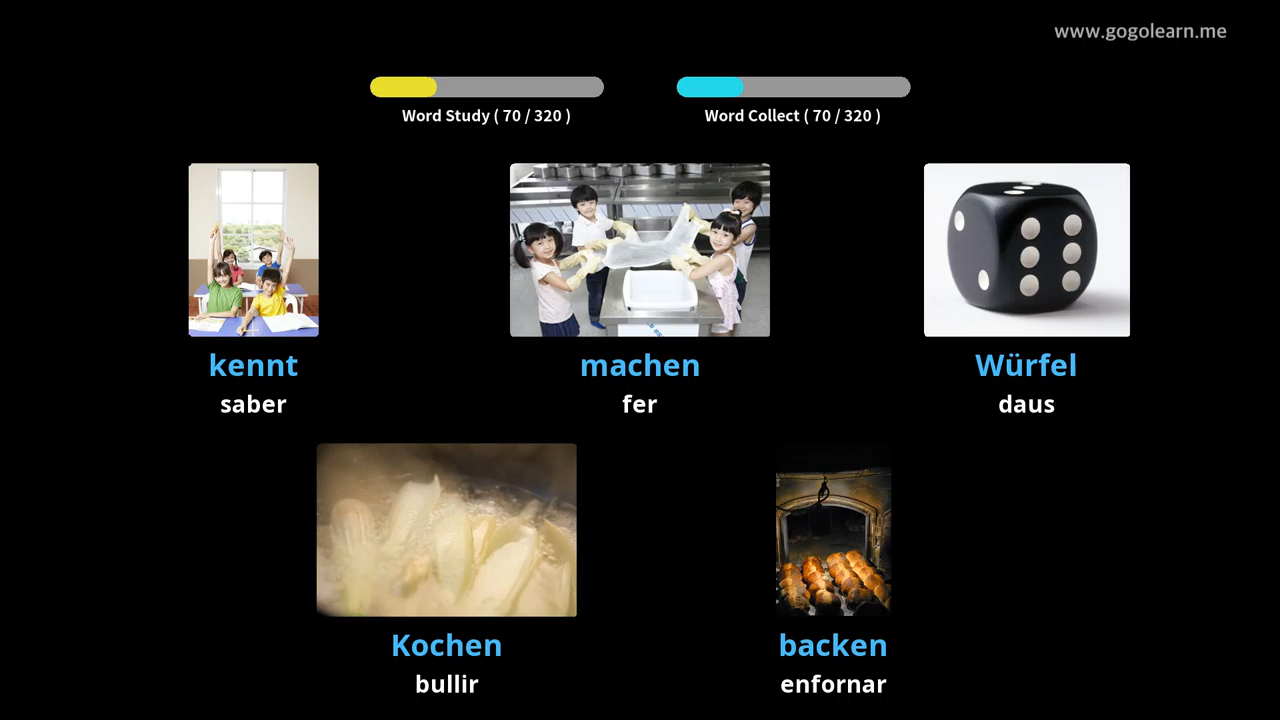 www.gogolearn.me
Word Study ( 70 / 320 )
Word Collect ( 70 / 320 )
kennt
saber
machen
fer
Würfel
daus
Kochen
bullir
backen
enfornar